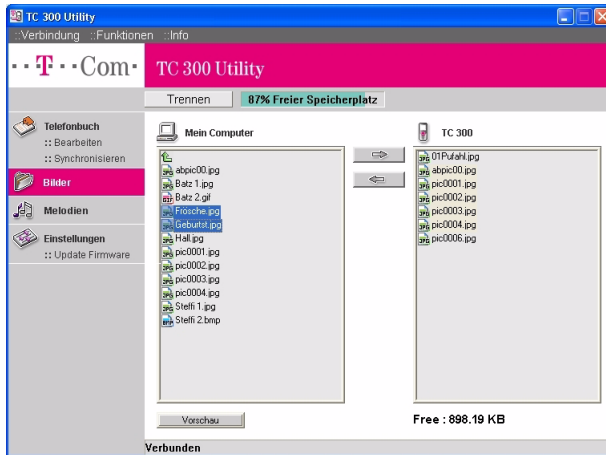 TC 300 Utility
::Verbindung ::Funktionen ::Info
··T··Com· TC 300 Utility
Trennen 87% Freier Speicherplatz
Telefonbuch
:: Bearbeiten
:: Synchronisieren
Bilder
Melodien
Einstellungen
:: Update Firmware
Mein Computer
abpic00.jpg
Batz 1.jpg
Batz 2.gif
Frösche.jpg
Geburtst.jpg
Hall.jpg
pic0001.jpg
pic0002.jpg
pic0003.jpg
pic0004.jpg
Steffi 1.jpg
Steffi 2.bmp
Vorschau
TC 300
01Pufahl.jpg
abpic00.jpg
pic0001.jpg
pic0002.jpg
pic0003.jpg
pic0004.jpg
pic0006.jpg
Free : 898.19 KB
Verbunden